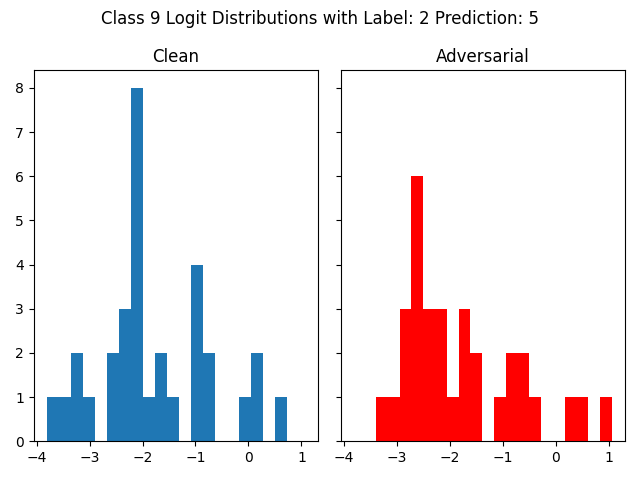 Class 9 Logit Distributions with Label: 2 Prediction: 5
Clean
Adversarial
8
7
6
5
4
3
2
1
0
−4 −3 −2 −1 0 1
−4 −3 −2 −1 0 1